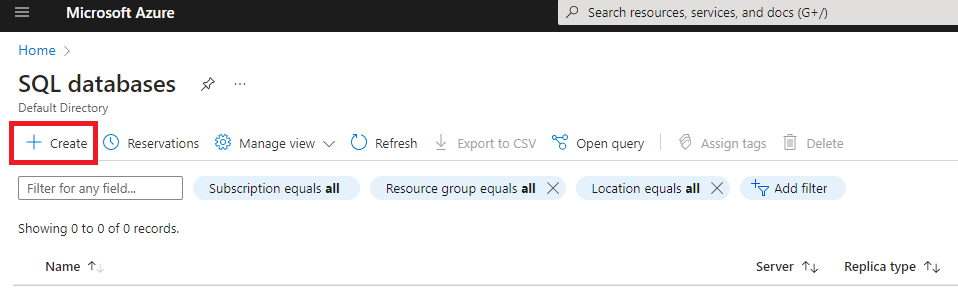 Microsoft Azure
Search resources, services, and docs (G+/)
Home
SQL databases
...
Default Directory
Create Reservations Manage view Refresh Export to CSV Open query Assign tags Delete
Filter for any field... Subscription equals all Resource group equals all Location equals all Add filter
Showing 0 to 0 of 0 records.
Name Server Replica type